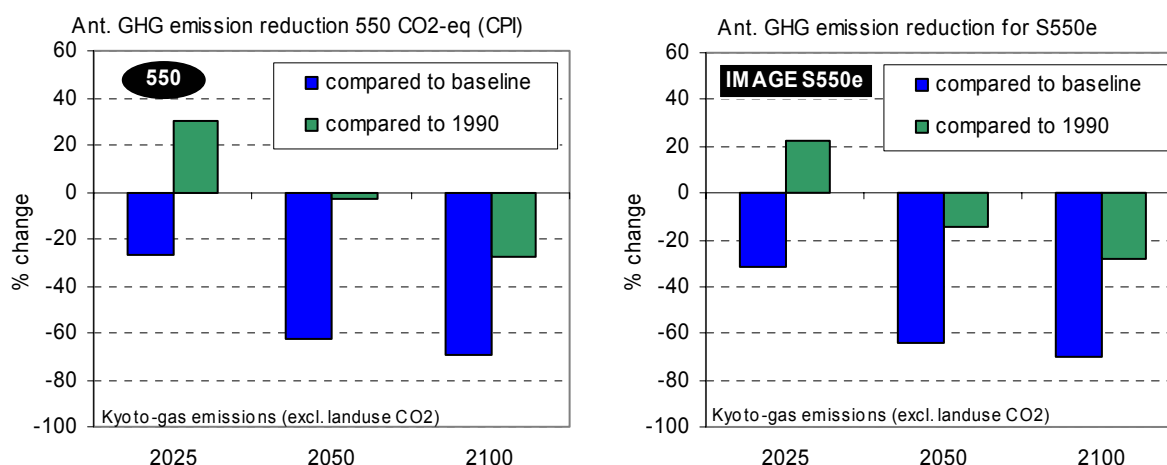 Ant. GHG emission reduction 550 CO2-eq (CPI)
60
40
20
0
-20
-40
-60
-80
-100
% change
550
compared to baseline
compared to 1990
Kyoto-gas emissions (excl. landuse CO2)
2025 2050 2100
Ant. GHG emission reduction for S550e
60
40
20
0
-20
-40
-60
-80
-100
% change
IMAGE S550e
compared to baseline
compared to 1990
Kyoto-gas emissions (excl. landuse CO2)
2025 2050 2100